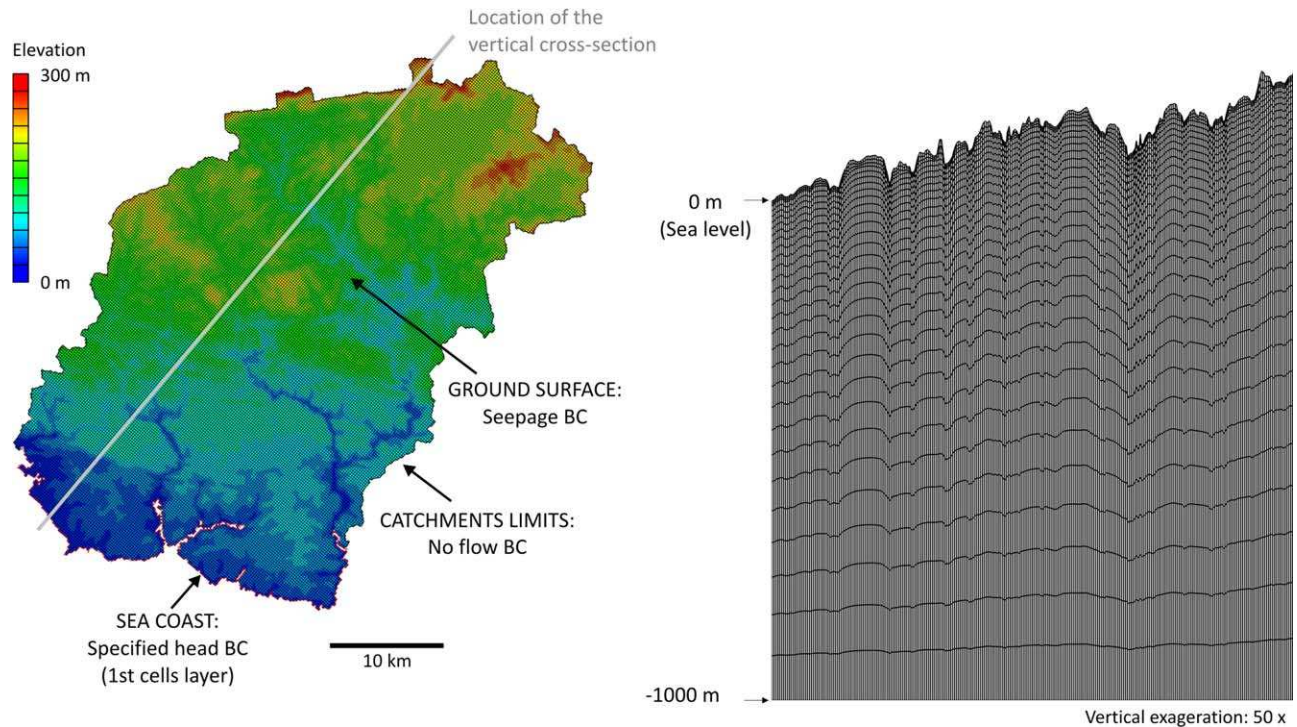 Location of the
vertical cross-section
Elevation
300 m
0 m
GROUND SURFACE:
Seepage BC
CATCHMENTS LIMITS:
No flow BC
SEA COAST:
Specified head BC
(1st cells layer)
10 km
0 m
(Sea level)
-1000 m
Vertical exageration: 50 x